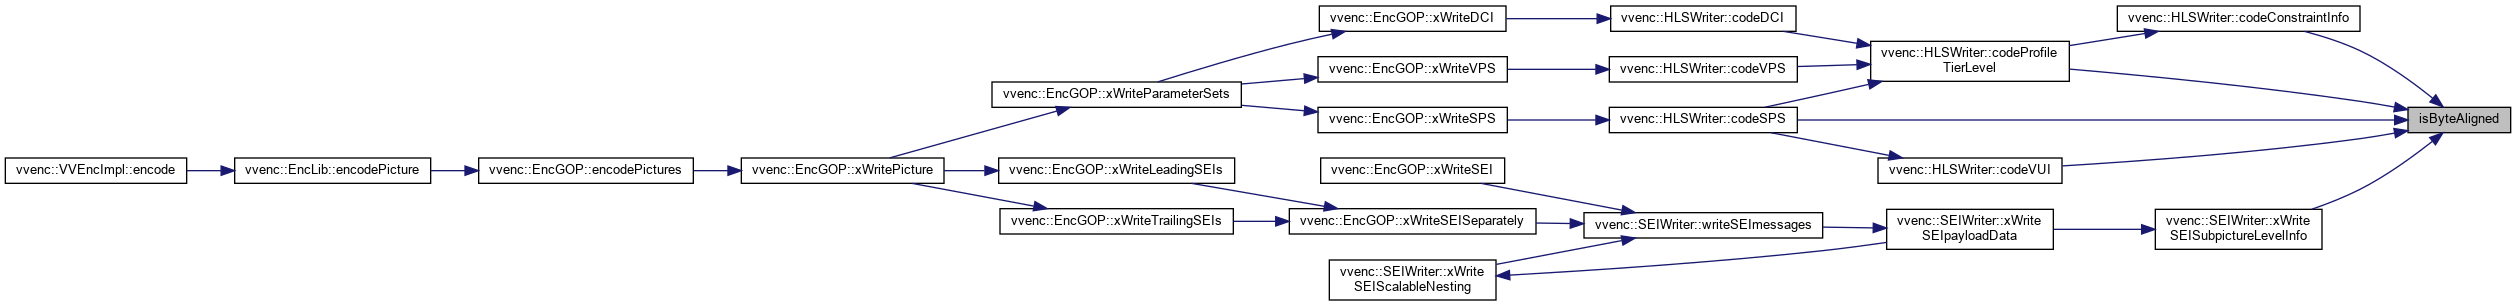 vvenc::VVEncImpl::encode
vvenc::EncLib::encodePicture
vvenc::EncGOP::encodePictures
vvenc::EncGOP::xWritePicture
vvenc::EncGOP::xWriteParameterSets
vvenc::EncGOP::xWriteLeadingSEIs
vvenc::EncGOP::xWriteTrailingSEIs
vvenc::EncGOP::xWriteDCI
vvenc::EncGOP::xWriteVPS
vvenc::EncGOP::xWriteSPS
vvenc::EncGOP::xWriteSEI
vvenc::EncGOP::xWriteSEISeparately
vvenc::SEIWriter::xWrite
SEIScalableNesting
vvenc::HLSWriter::codeDCI
vvenc::HLSWriter::codeVPS
vvenc::HLSWriter::codeSPS
vvenc::SEIWriter::writeSEImessages
vvenc::HLSWriter::codeProfile
TierLevel
vvenc::HLSWriter::codeVUI
vvenc::SEIWriter::xWrite
SEIpayloadData
vvenc::HLSWriter::codeConstraintInfo
vvenc::SEIWriter::xWrite
SEISubpictureLevelInfo
isByteAligned